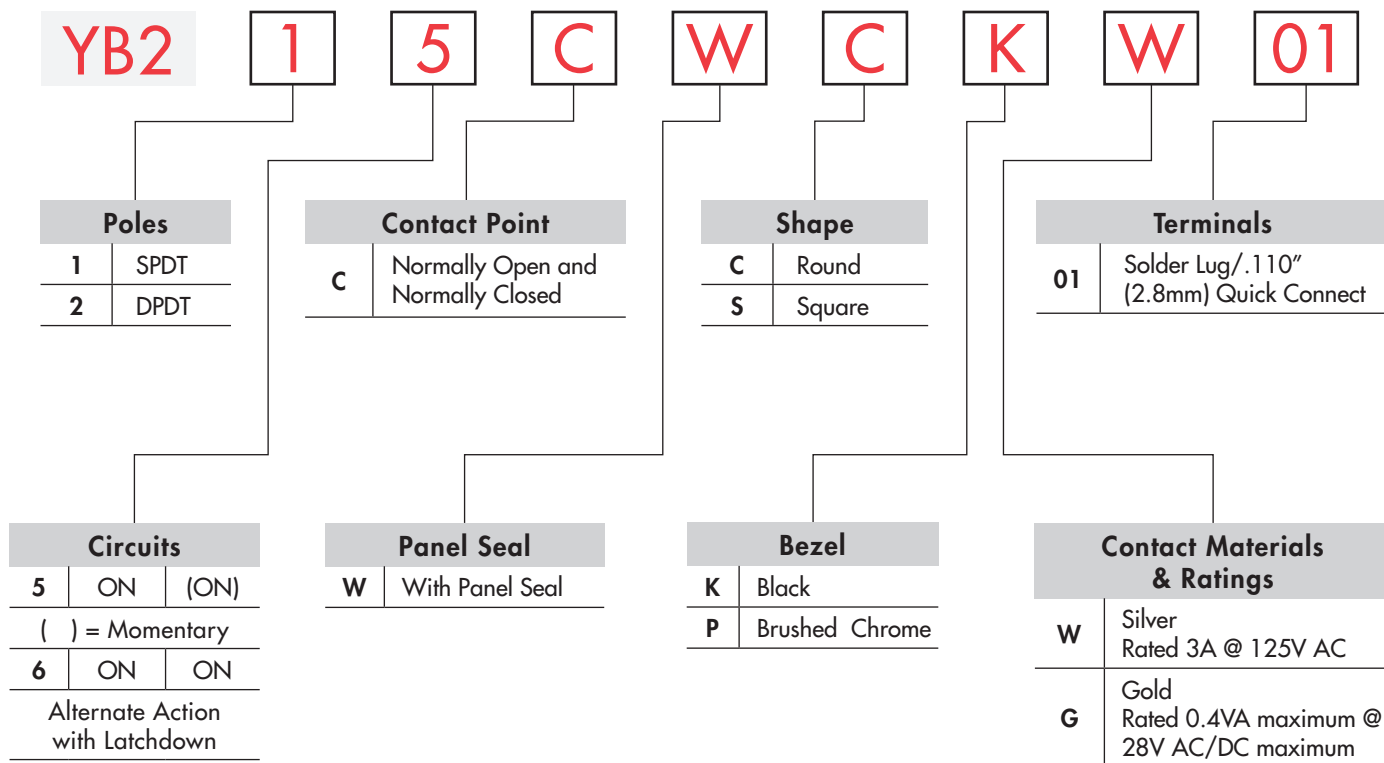 YB2 1 5 C W C K W 01
Poles
1 SPDT
2 DPDT
Contact Point
C Normally Open and
Normally Closed
Shape
C Round
S Square
Terminals
01 Solder Lug/.110″
(2.8mm) Quick Connect
Circuits
5 ON (ON)
( ) = Momentary
6 ON ON
Alternate Action
with Latchdown
Panel Seal
W With Panel Seal
Bezel
K Black
P Brushed Chrome
Contact Materials
& Ratings
W Silver
Rated 3A @ 125V AC
G Gold
Rated 0.4VA maximum @
28V AC/DC maximum